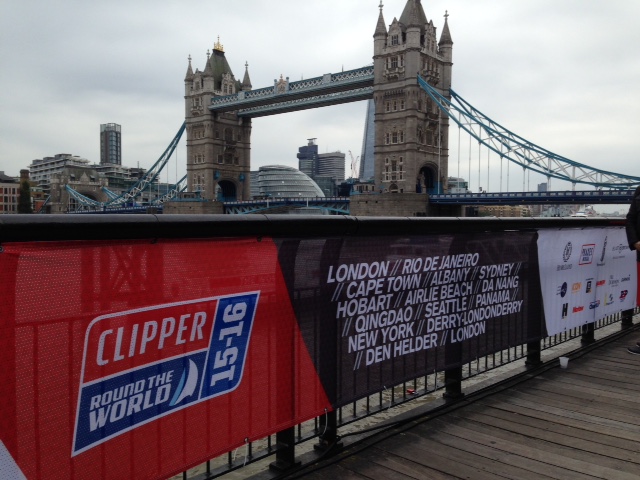 CLIPPER
ROUND THE
WORLD
15-16
LONDON // RIO DE JANEIRO
// CAPE TOWN // ALBANY // SYDNEY //
HOBART // AIRLIE BEACH // DA NANG
// QINGDAO // SEATTLE // PANAMA //
NEW YORK // DERRY-LONDONDERRY
// DEN HELDER // LONDON